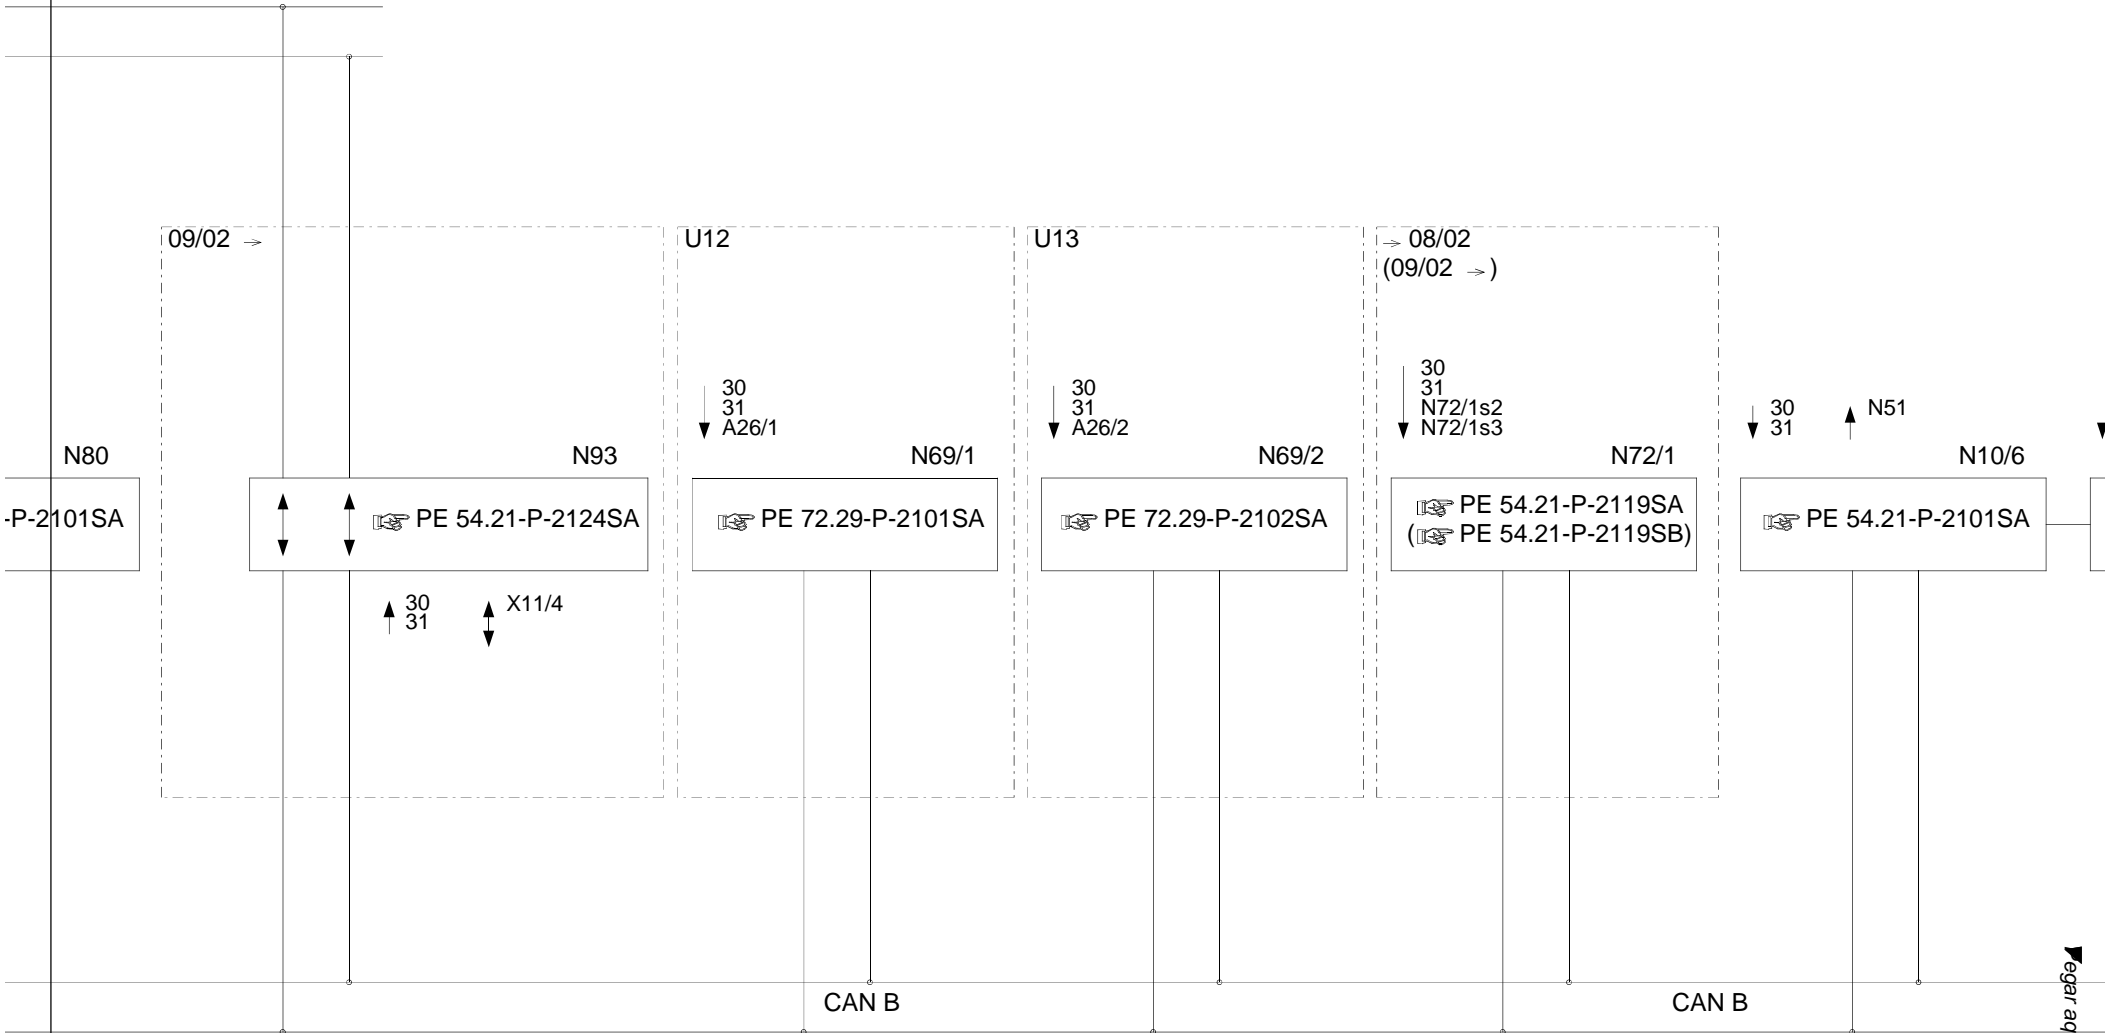 09/02 →
U12
U13
→ 08/02
(09/02 →)
30
31
A26/1
30
31
A26/2
30
31
N72/1s2
N72/1s3
30
31
N51
N80
N93
N69/1
N69/2
N72/1
N10/6
-P-2101SA
☞ PE 54.21-P-2124SA
☞ PE 72.29-P-2101SA
☞ PE 72.29-P-2102SA
☞ PE 54.21-P-2119SA
(☞ PE 54.21-P-2119SB)
☞ PE 54.21-P-2101SA
30
31
X11/4
CAN B
CAN B